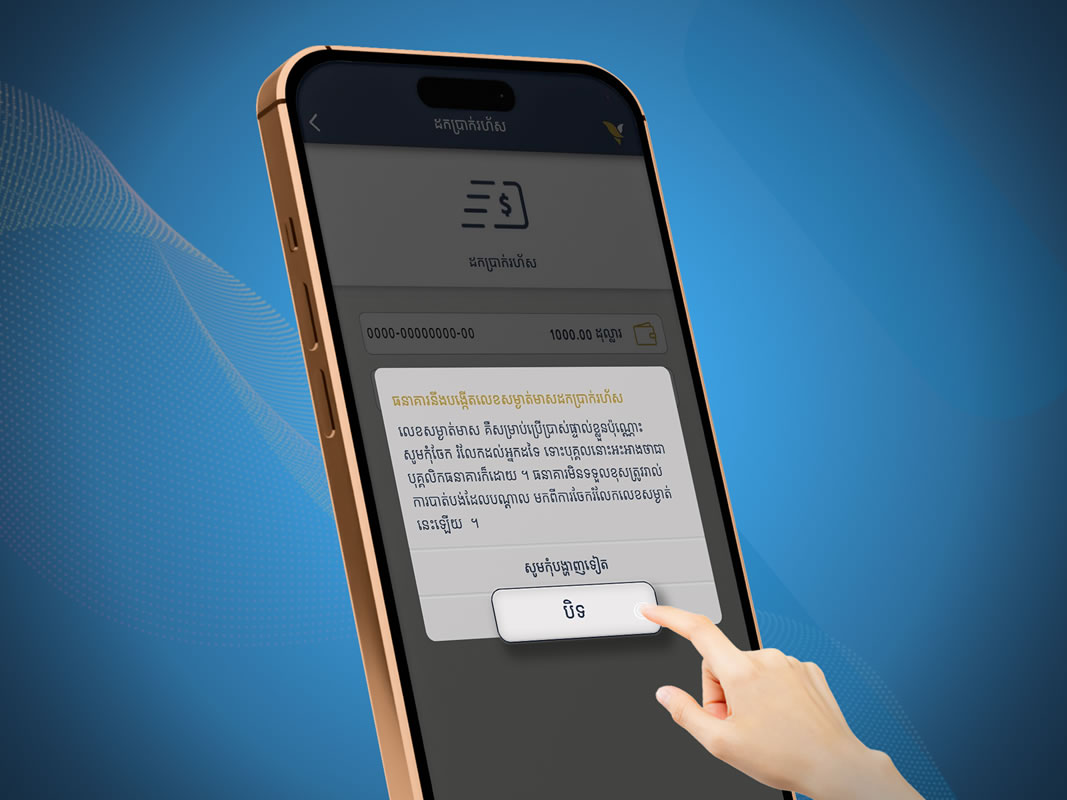 ដកប្រាក់រហ័ស
$
ដកប្រាក់រហ័ស
0000-00000000-00 1000.00 ដុល្លារ
ធនាគារនឹងបង្កើតលេខសម្ងាត់មាសដកប្រាក់រហ័ស
លេខសម្ងាត់មាស គឺសម្រាប់ប្រើប្រាស់ផ្ទាល់ខ្លួនប៉ុណ្ណោះ
សូមកុំចែក រំលែកដល់អ្នកដទៃ ទោះបុគ្គលនោះអះអាងថាជា
បុគ្គលិកធនាគារក៏ដោយ ។ ធនាគារមិនទទួលខុសត្រូវរាល់
ការបាត់បង់ដែលបណ្តាល មកពីការចែករំលែកលេខសម្ងាត់
នេះឡើយ ។
សូមកុំបង្ហាញទៀត
បិទ